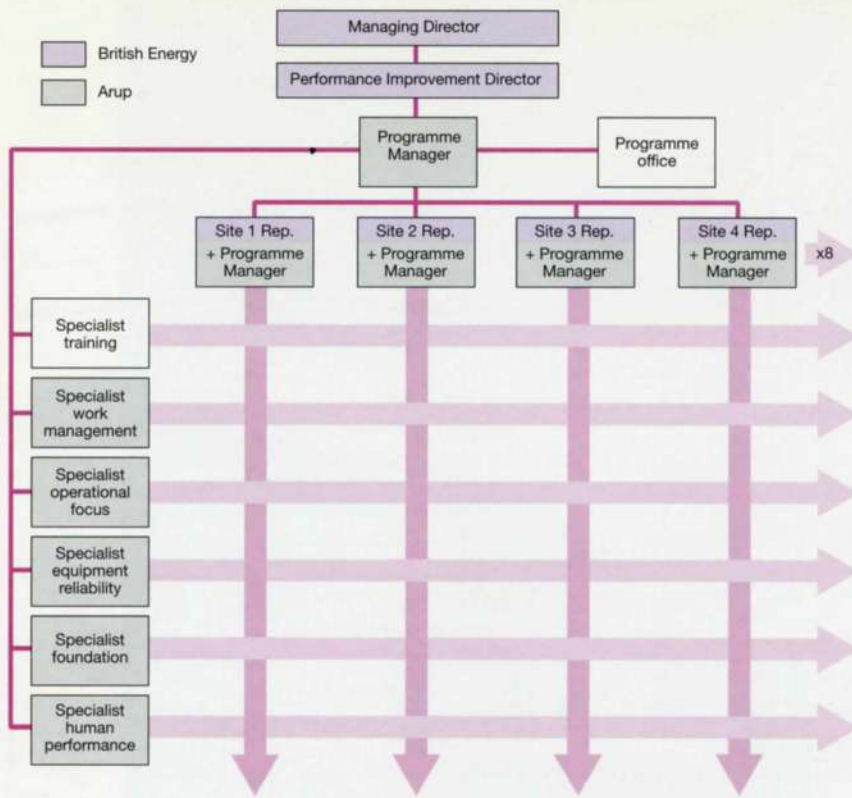 Managing Director
British Energy
Performance Improvement Director
Arup
Programme
Manager
Programme
office
Site 1 Rep.
+ Programme
Manager
Site 2 Rep.
+ Programme
Manager
Site 3 Rep.
+ Programme
Manager
Site 4 Rep.
+ Programme
Manager
x8
Specialist
training
Specialist
work
management
Specialist
operational
focus
Specialist
equipment
reliability
Specialist
foundation
Specialist
human
performance